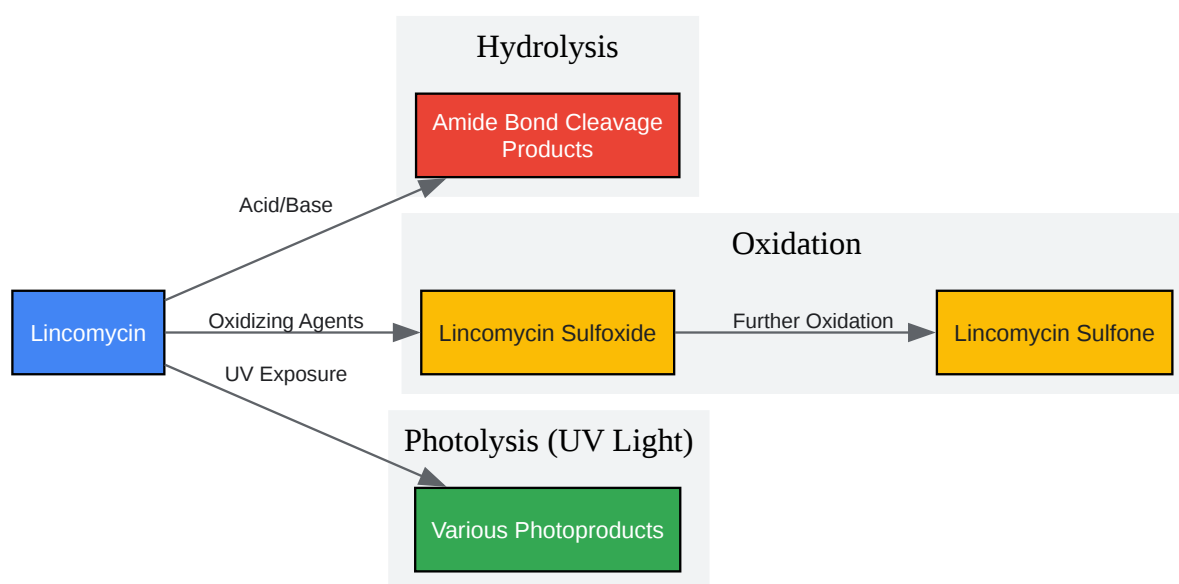 Hydrolysis
Amide Bond Cleavage
Products
Acid/Base
Oxidation
Lincomycin
Oxidizing Agents
Lincomycin Sulfoxide
Further Oxidation
Lincomycin Sulfone
UV Exposure
Photolysis (UV Light)
Various Photoproducts